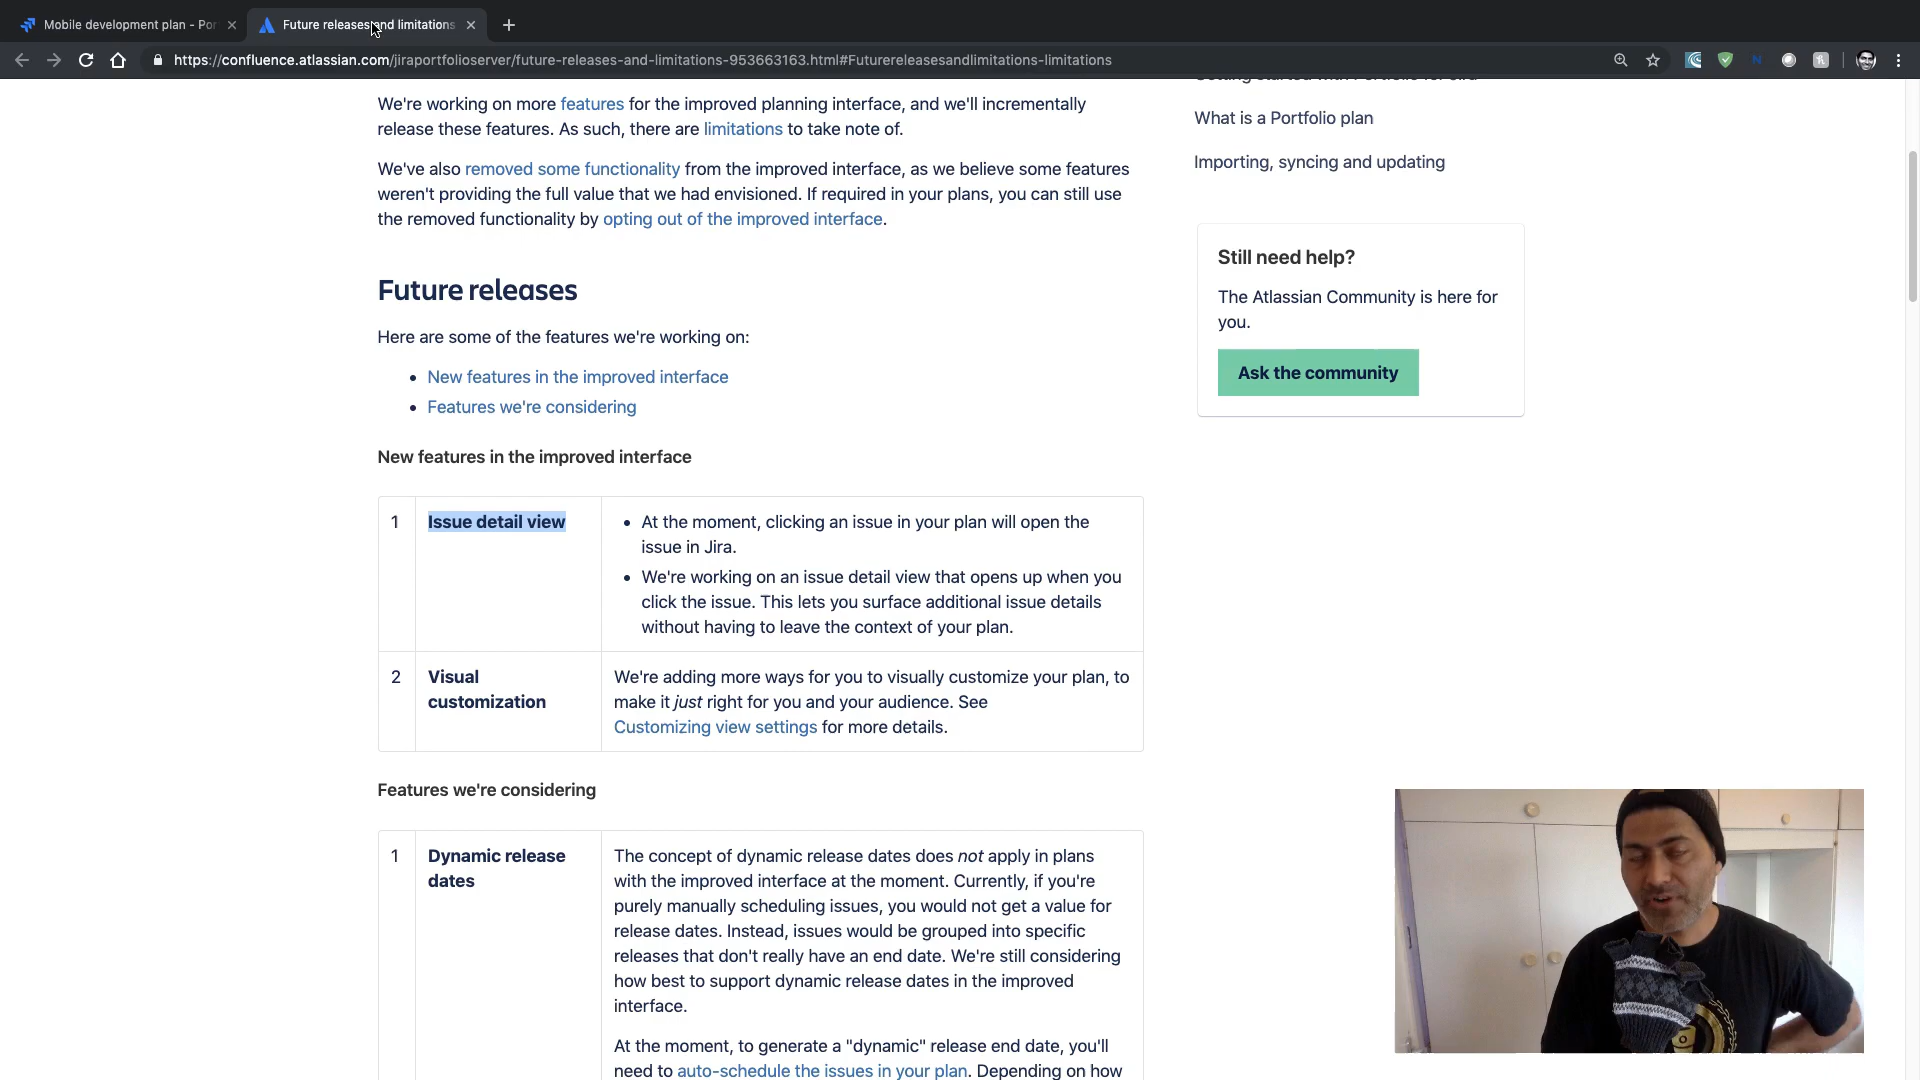 Mobile development plan - Por
Future releases and limitations
https://confluence.atlassian.com/jiraportfolioserver/future-releases-and-limitations-953663163.html#Futurereleasesandlimitations-limitations
We're working on more features for the improved planning interface, and we'll incrementally
release these features. As such, there are limitations to take note of.
We've also removed some functionality from the improved interface, as we believe some features
weren't providing the full value that we had envisioned. If required in your plans, you can still use
the removed functionality by opting out of the improved interface.
Future releases
Here are some of the features we're working on:
• New features in the improved interface
• Features we're considering
New features in the improved interface
1
Issue detail view
• At the moment, clicking an issue in your plan will open the
issue in Jira.
• We're working on an issue detail view that opens up when you
click the issue. This lets you surface additional issue details
without having to leave the context of your plan.
2
Visual
customization
We're adding more ways for you to visually customize your plan, to
make it just right for you and your audience. See
Customizing view settings for more details.
Features we're considering
1
Dynamic release
dates
The concept of dynamic release dates does not apply in plans
with the improved interface at the moment. Currently, if you're
purely manually scheduling issues, you would not get a value for
release dates. Instead, issues would be grouped into specific
releases that don't really have an end date. We're still considering
how best to support dynamic release dates in the improved
interface.
At the moment, to generate a "dynamic" release end date, you'll
need to auto-schedule the issues in your plan. Depending on how
Getting started with Portfolio for Jira
What is a Portfolio plan
Importing, syncing and updating
Still need help?
The Atlassian Community is here for
you.
Ask the community